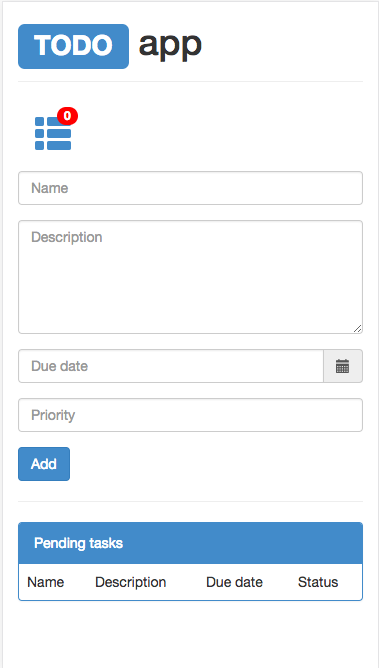 TODO app
0
Name
Description
Due date
Priority
Add
Pending tasks
Name Description Due date Status